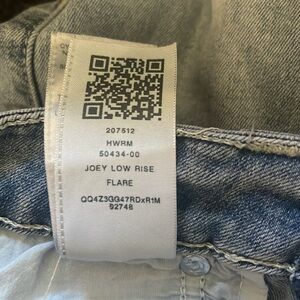 207512
HWRM
50434-00
JOEY LOW RISE
FLARE
QQ4Z3GG47RDxR1M
92748